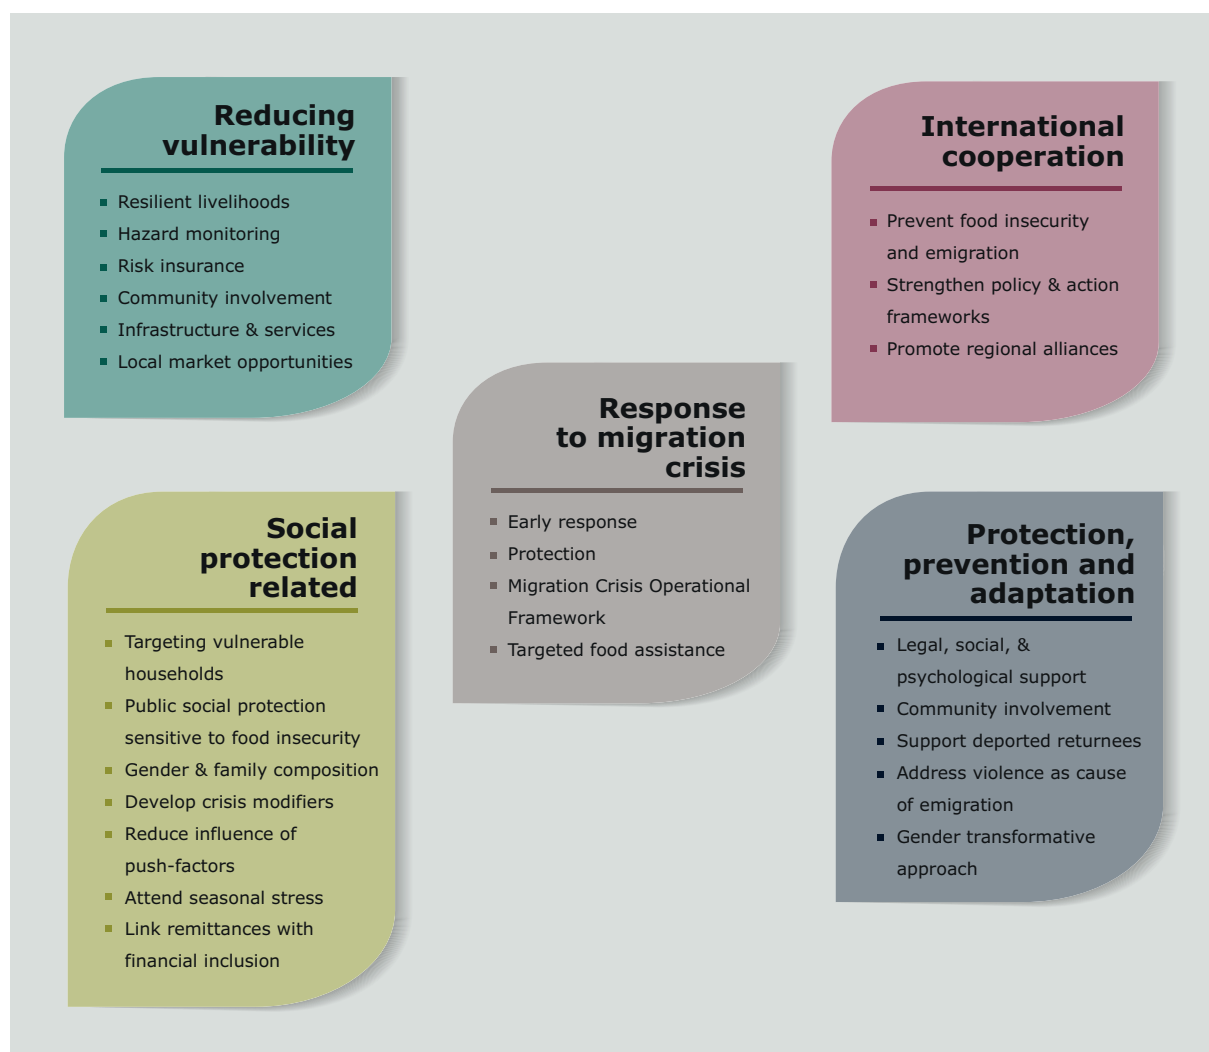 Reducing
vulnerability
Resilient livelihoods
Hazard monitoring
Risk insurance
Community involvement
Infrastructure & services
Local market opportunities
International
cooperation
Prevent food insecurity
and emigration
Strengthen policy & action
frameworks
Promote regional alliances
Response
to migration
crisis
Early response
Protection
Migration Crisis Operational
Framework
Targeted food assistance
Social
protection
related
Targeting vulnerable
households
Public social protection
sensitive to food insecurity
Gender & family composition
Develop crisis modifiers
Reduce influence of
push-factors
Attend seasonal stress
Link remittances with
financial inclusion
Protection,
prevention and
adaptation
Legal, social, &
psychological support
Community involvement
Support deported returnees
Address violence as cause
of emigration
Gender transformative
approach